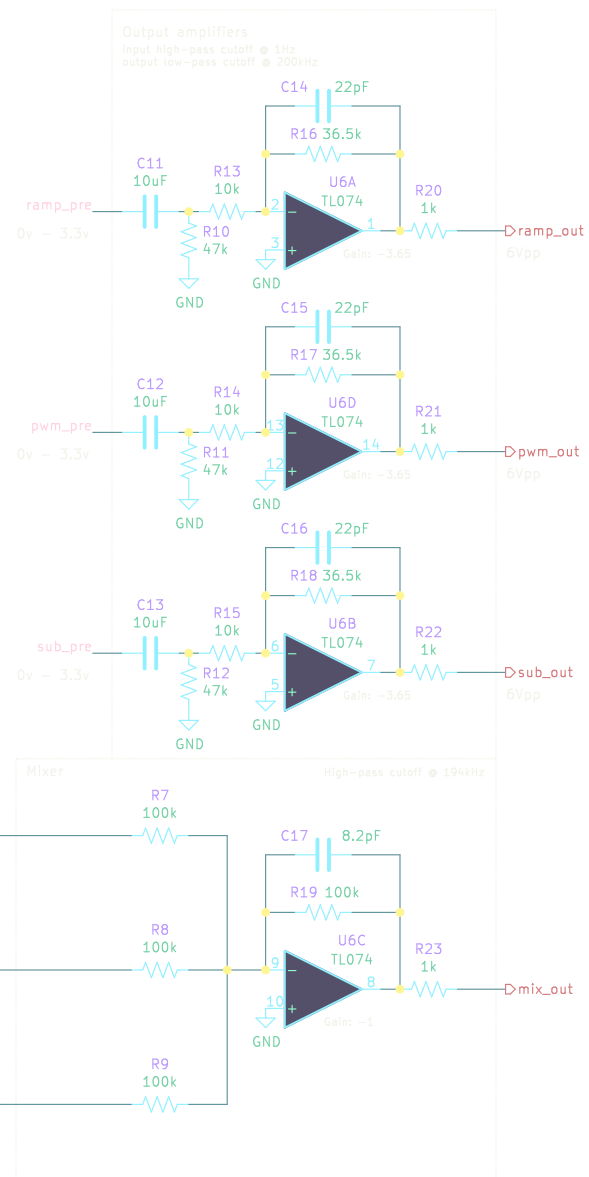 Output amplifiers
input high-pass cutoff @ 1Hz
output low-pass cutoff @ 200kHz
C14 22pF
R16 36.5k
C11
10uF
R13
10k
U6A
TL074
ramp_pre
0v - 3.3v
R10
47k
2
3
1
R20
1k
ramp_out
6Vpp
Gain: -3.65
GND
GND
C15 22pF
R17 36.5k
C12
10uF
R14
10k
U6D
TL074
pwm_pre
0v - 3.3v
R11
47k
13
12
14
R21
1k
pwm_out
6Vpp
Gain: -3.65
GND
GND
C16 22pF
R18 36.5k
C13
10uF
R15
10k
U6B
TL074
sub_pre
0v - 3.3v
R12
47k
6
5
7
R22
1k
sub_out
6Vpp
Gain: -3.65
GND
GND
Mixer
High-pass cutoff @ 194kHz
R7
100k
C17 8.2pF
R19 100k
R8
100k
U6C
TL074
9
10
8
R23
1k
mix_out
Gain: -1
GND
R9
100k